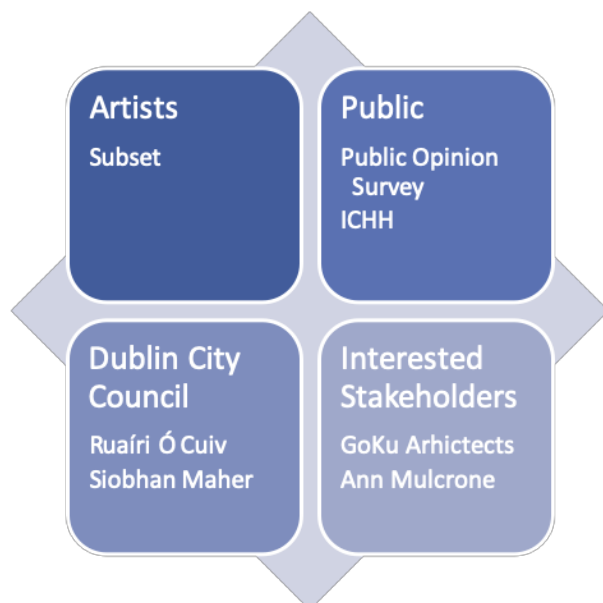 Artists
Subset
Public
Public Opinion
Survey
ICHH
Dublin City
Council
Ruaíri Ó Cuiv
Siobhan Maher
Interested
Stakeholders
GoKu Arhictects
Ann Mulcrone